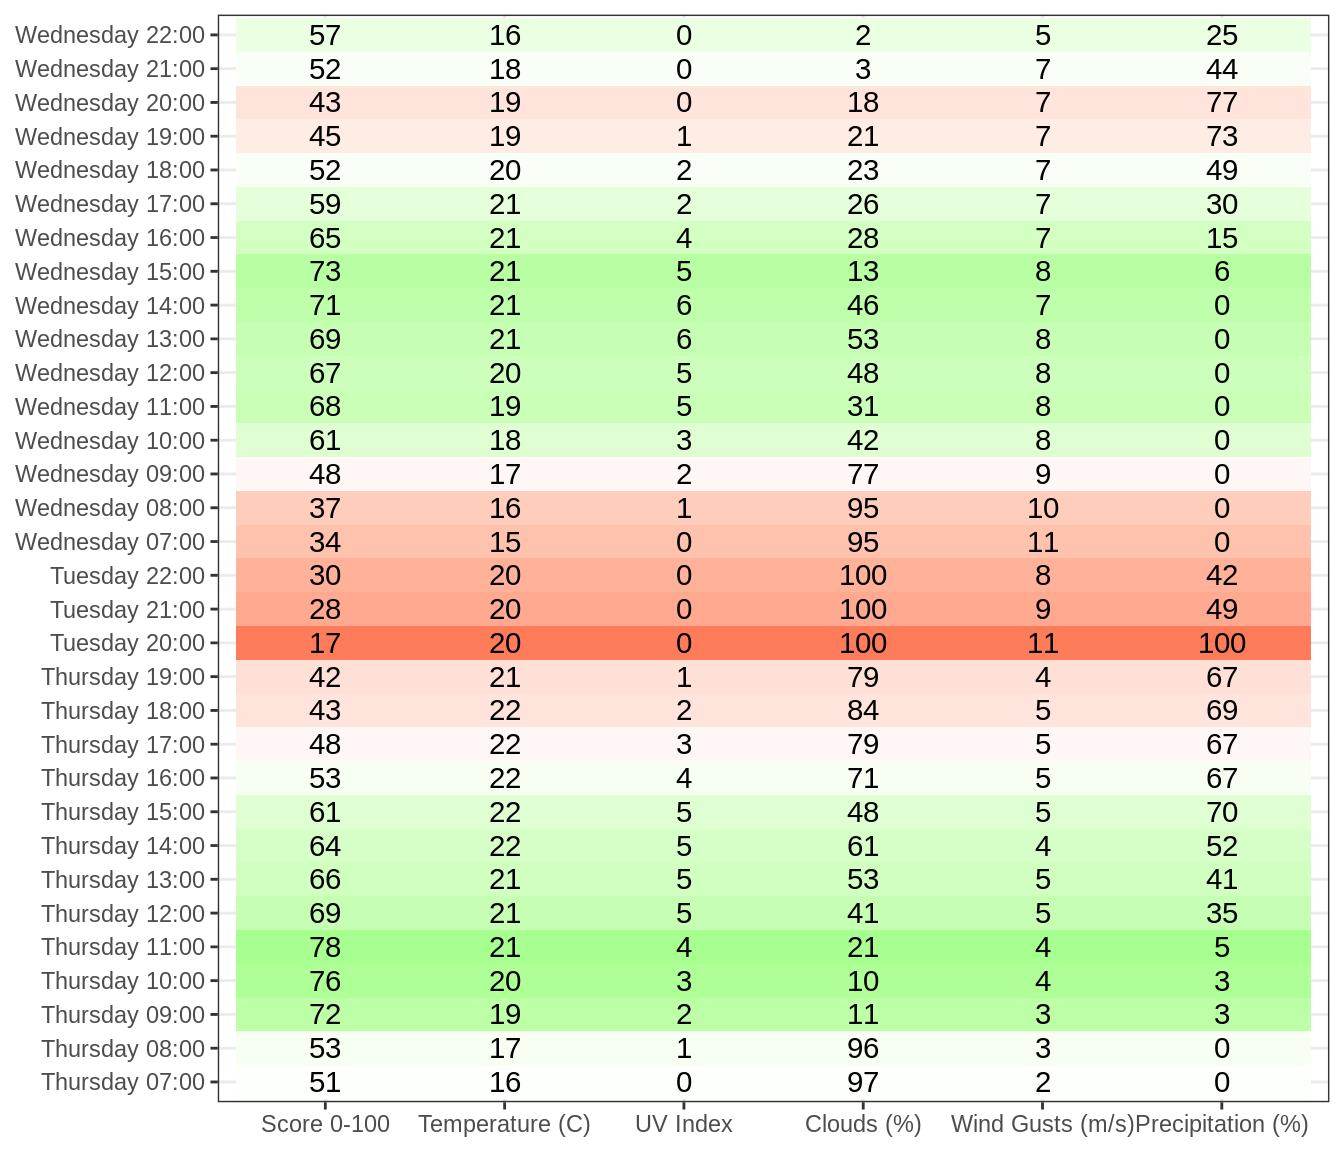 Wednesday 22:00 57 16 0 2 5 25
Wednesday 21:00 52 18 0 3 7 44
Wednesday 20:00 43 19 0 18 7 77
Wednesday 19:00 45 19 1 21 7 73
Wednesday 18:00 52 20 2 23 7 49
Wednesday 17:00 59 21 2 26 7 30
Wednesday 16:00 65 21 4 28 7 15
Wednesday 15:00 73 21 5 13 8 6
Wednesday 14:00 71 21 6 46 7 0
Wednesday 13:00 69 21 6 53 8 0
Wednesday 12:00 67 20 5 48 8 0
Wednesday 11:00 68 19 5 31 8 0
Wednesday 10:00 61 18 3 42 8 0
Wednesday 09:00 48 17 2 77 9 0
Wednesday 08:00 37 16 1 95 10 0
Wednesday 07:00 34 15 0 95 11 0
Tuesday 22:00 30 20 0 100 8 42
Tuesday 21:00 28 20 0 100 9 49
Tuesday 20:00 17 20 0 100 11 100
Thursday 19:00 42 21 1 79 4 67
Thursday 18:00 43 22 2 84 5 69
Thursday 17:00 48 22 3 79 5 67
Thursday 16:00 53 22 4 71 5 67
Thursday 15:00 61 22 5 48 5 70
Thursday 14:00 64 22 5 61 4 52
Thursday 13:00 66 21 5 53 5 41
Thursday 12:00 69 21 5 41 5 35
Thursday 11:00 78 21 4 21 4 5
Thursday 10:00 76 20 3 10 4 3
Thursday 09:00 72 19 2 11 3 3
Thursday 08:00 53 17 1 96 3 0
Thursday 07:00 51 16 0 97 2 0
Score 0-100 Temperature (C) UV Index Clouds (%) Wind Gusts (m/s) Precipitation (%)